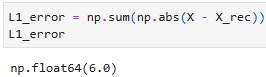 L1_error = np.sum(np.abs(X - X_rec))
L1_error
np.float64(6.0)